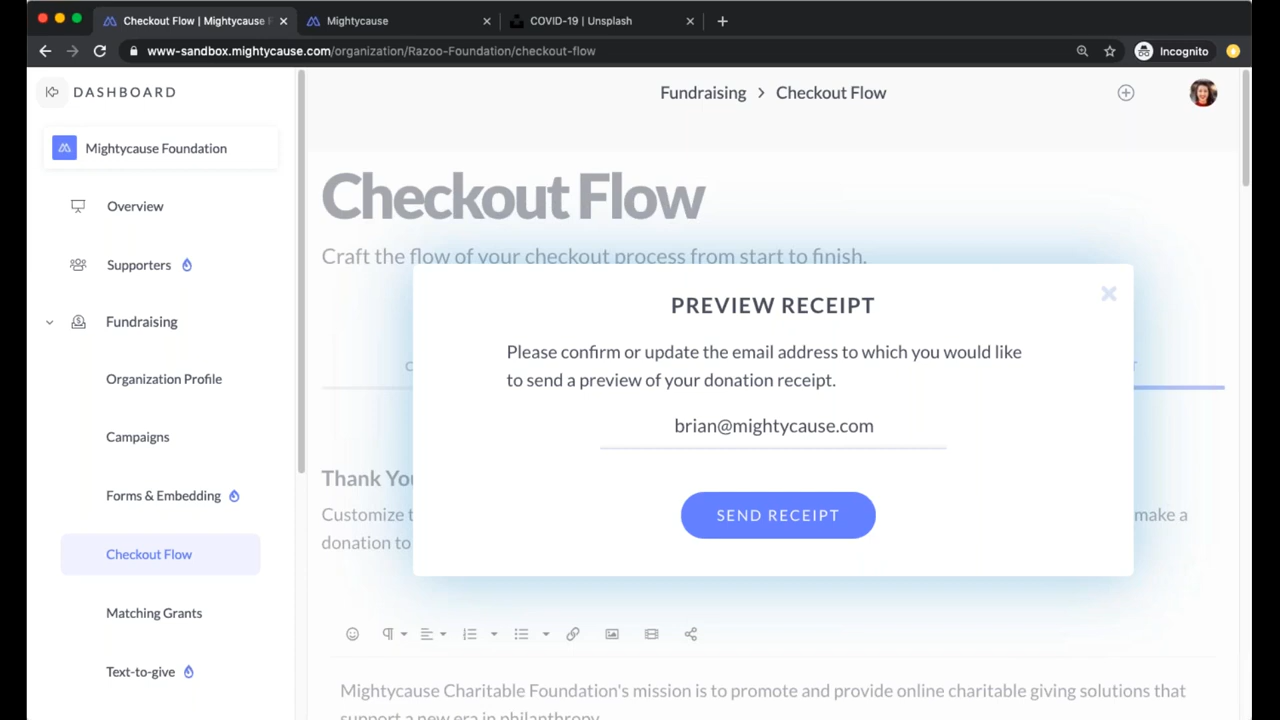 Checkout Flow | Mightycause
Mightycause
COVID-19 | Unsplash
www-sandbox.mightycause.com/organization/Razoo-Foundation/checkout-flow
Incognito
DASHBOARD
Fundraising > Checkout Flow
Mightycause Foundation
Overview
Supporters
Fundraising
Organization Profile
Campaigns
Forms & Embedding
Checkout Flow
Matching Grants
Text-to-give
Checkout Flow
Craft the flow of your checkout process from start to finish.
PREVIEW RECEIPT
Please confirm or update the email address to which you would like
to send a preview of your donation receipt.
brian@mightycause.com
SEND RECEIPT
Thank You
Customize
make a
donation to
Mightycause Charitable Foundation's mission is to promote and provide online charitable giving solutions that
support a new era in philanthropy